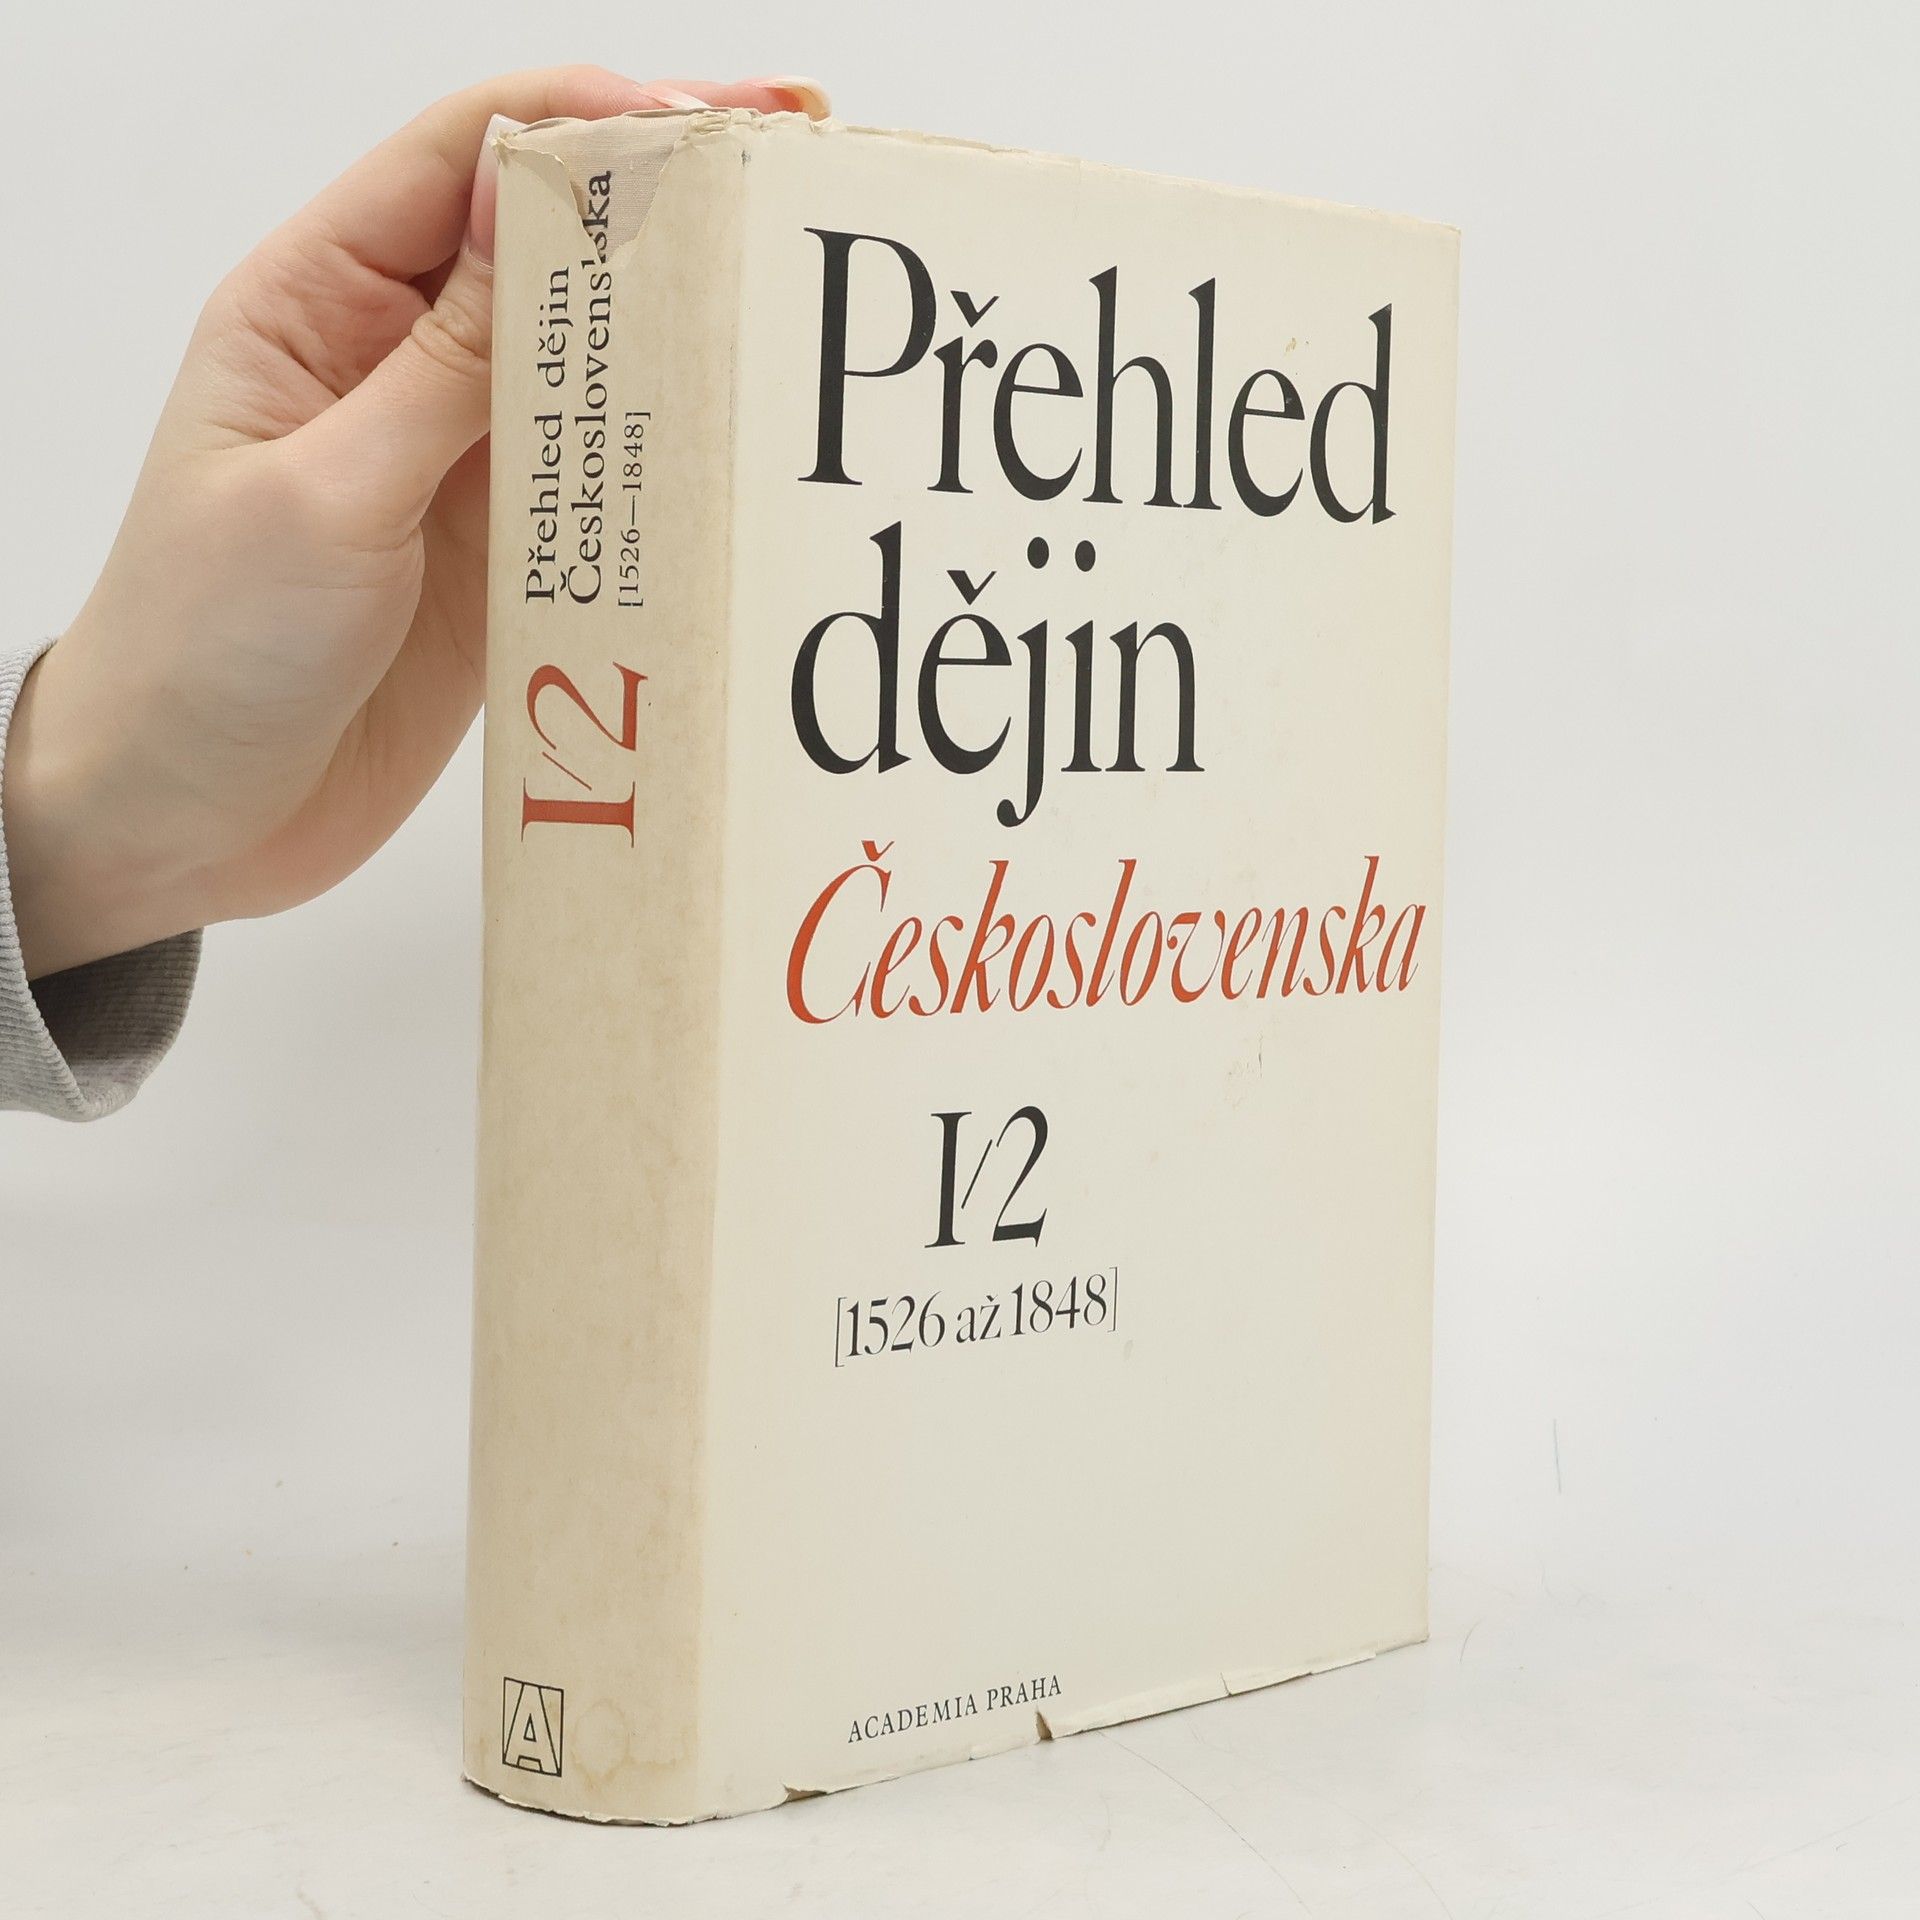 Přehled dějin
Československa
[1526—1848]
I/2
A
Přehled
dějin
Československa
I/2
[1526 až 1848]
ACADEMIA PRAHA